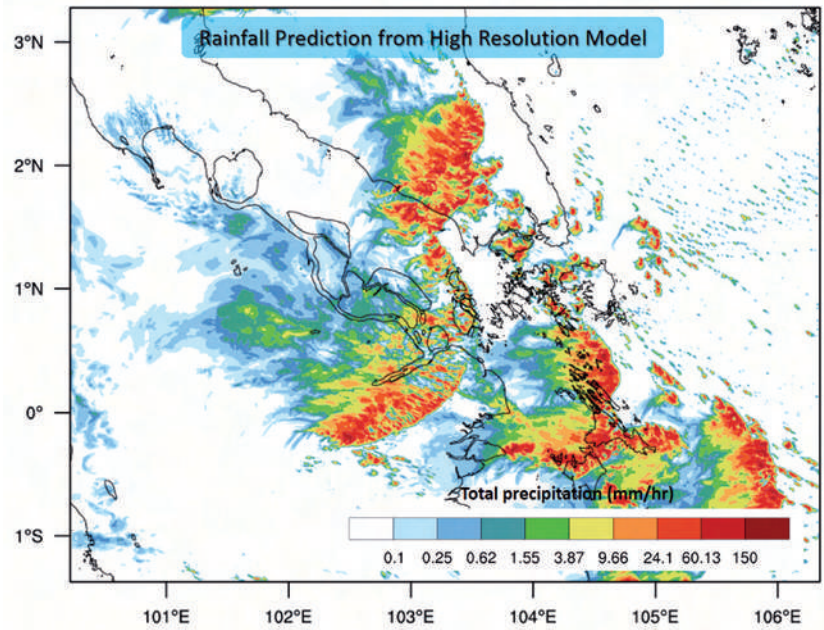 Rainfall Prediction from High Resolution Model
3°N
2°N
1°N
0°
1°S
Total precipitation (mm/hr)
0.1 0.25 0.62 1.55 3.87 9.66 24.1 60.13 150
101°E 102°E 103°E 104°E 105°E 106°E